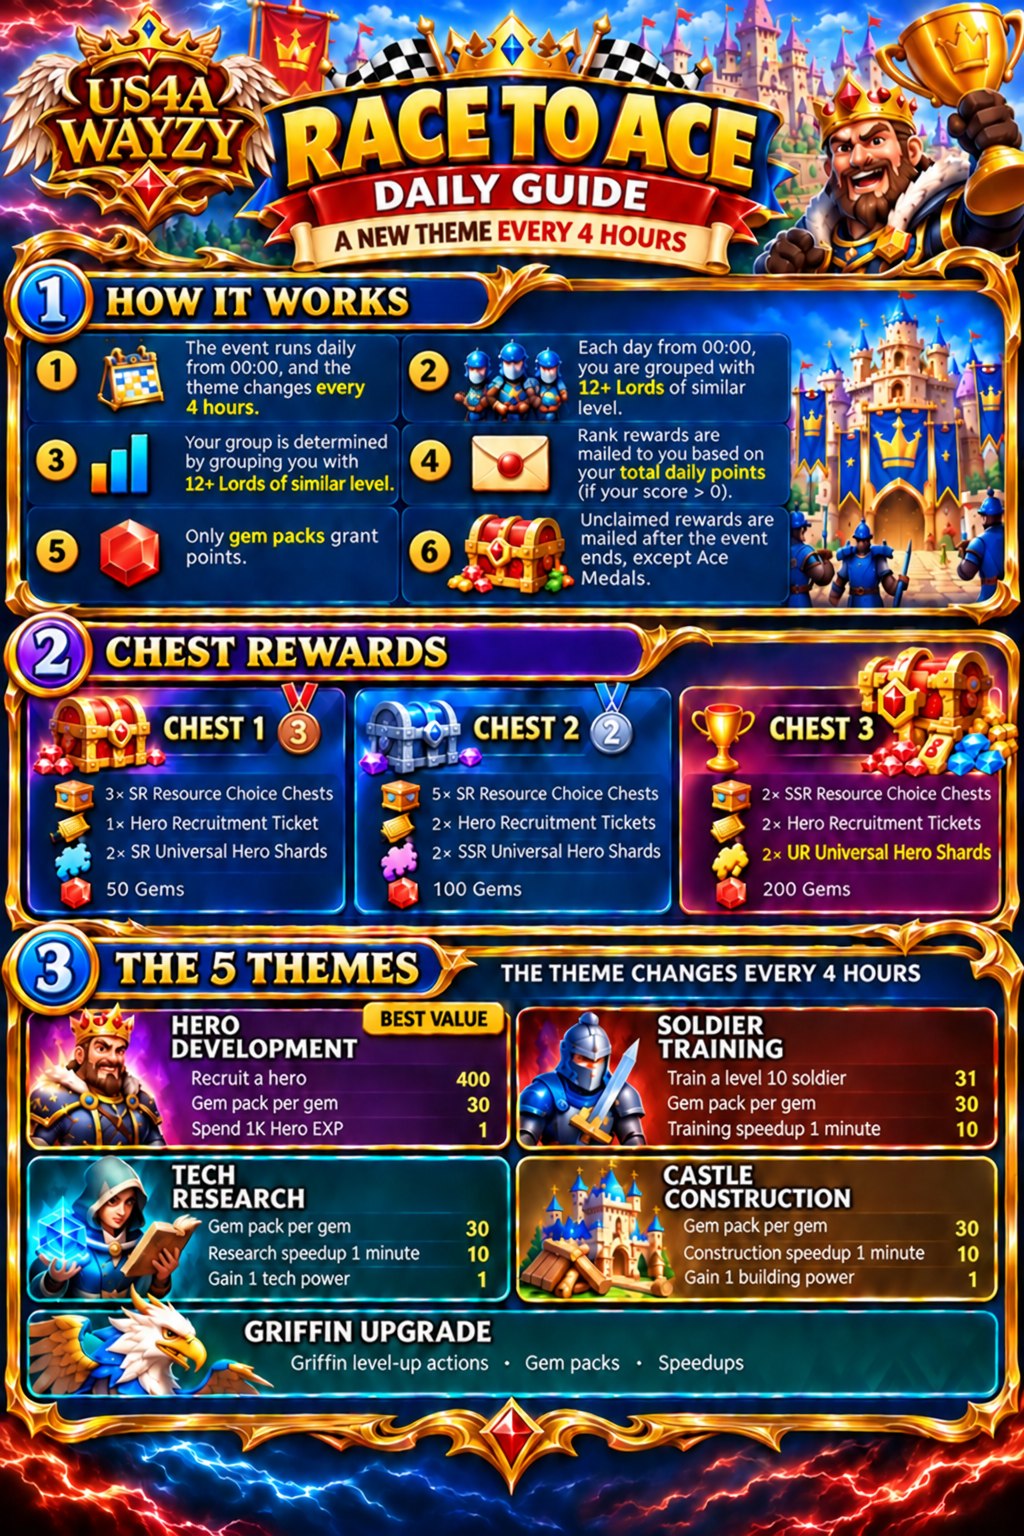 US4A
WAYZY
RACE TO ACE
DAILY GUIDE
A NEW THEME EVERY 4 HOURS
1 HOW IT WORKS
1
The event runs daily
from 00:00, and the
theme changes every
4 hours.
2
Each day from 00:00,
you are grouped with
12+ Lords of similar
level.
3
Your group is determined
by grouping you with
12+ Lords of similar level.
4
Rank rewards are
mailed to you based on
your total daily points
(if your score > 0).
5
Only gem packs grant
points.
6
Unclaimed rewards are
mailed after the event
ends, except Ace
Medals.
2 CHEST REWARDS
CHEST 1 3
3× SR Resource Choice Chests
1× Hero Recruitment Ticket
2× SR Universal Hero Shards
50 Gems
CHEST 2 2
5× SR Resource Choice Chests
2× Hero Recruitment Tickets
2× SSR Universal Hero Shards
100 Gems
CHEST 3
8
2× SSR Resource Choice Chests
2× Hero Recruitment Tickets
2× UR Universal Hero Shards
200 Gems
3 THE 5 THEMES
THE THEME CHANGES EVERY 4 HOURS
BEST VALUE
HERO
DEVELOPMENT
Recruit a hero 400
Gem pack per gem 30
Spend 1K Hero EXP 1
SOLDIER
TRAINING
Train a level 10 soldier 31
Gem pack per gem 30
Training speedup 1 minute 10
TECH
RESEARCH
Gem pack per gem 30
Research speedup 1 minute 10
Gain 1 tech power 1
CASTLE
CONSTRUCTION
Gem pack per gem 30
Construction speedup 1 minute 10
Gain 1 building power 1
GRIFFIN UPGRADE
Griffin level-up actions • Gem packs • Speedups